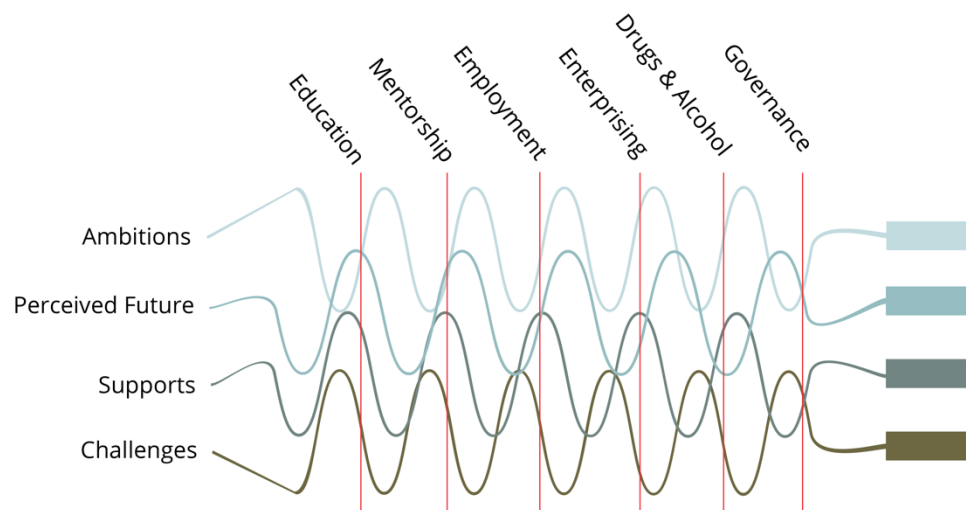 Education
Mentorship
Employment
Enterprising
Drugs & Alcohol
Governance
Ambitions
Perceived Future
Supports
Challenges